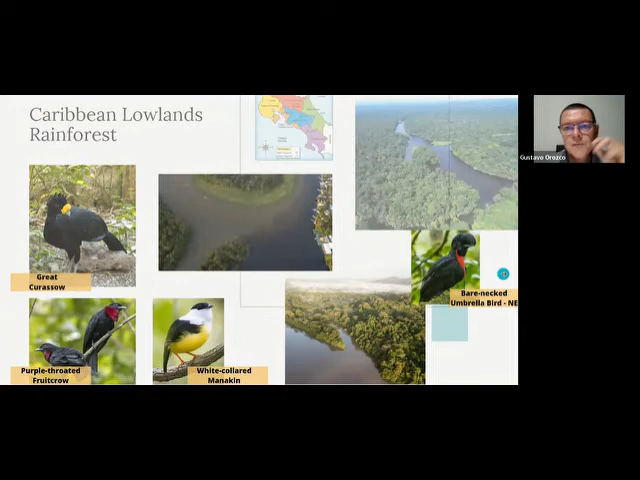 Caribbean Lowlands
Rainforest
Gustavo Orozco
Great
Curassow
Bare-necked
Umbrella Bird - NE
Purple-throated
Fruitcrow
White-collared
Manakin